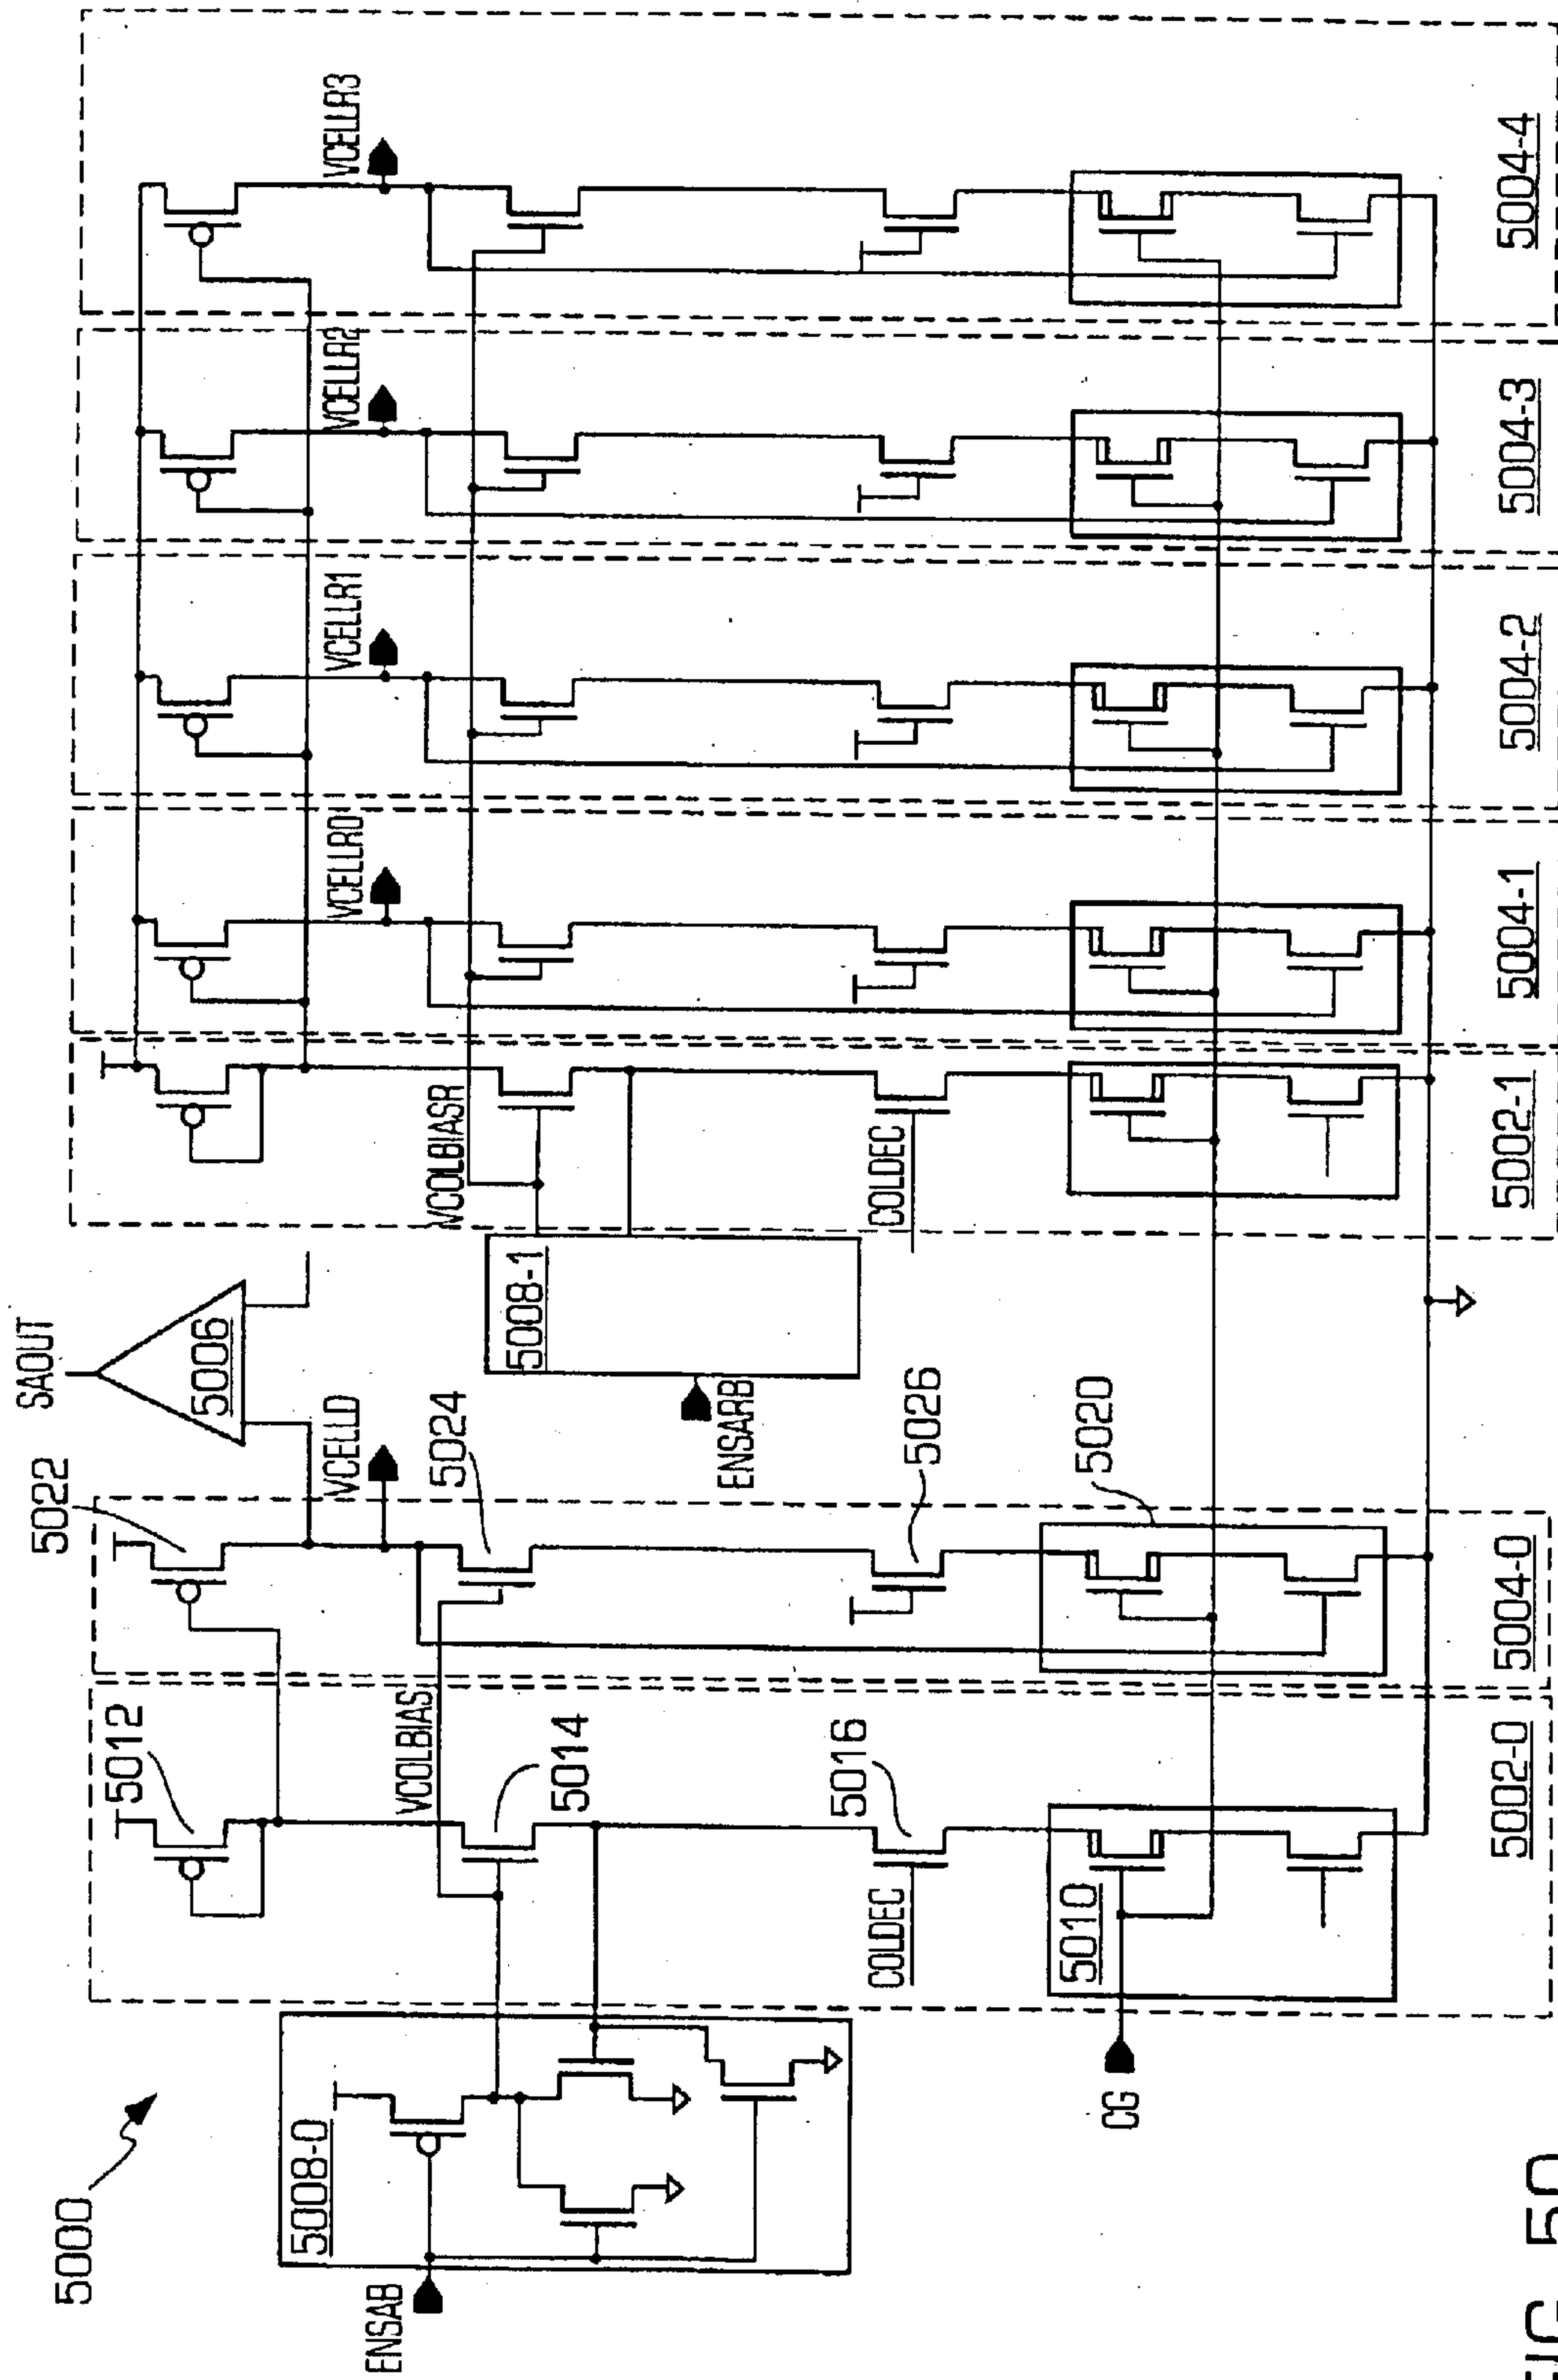 5000
ENSAB
5008-0
CG
5012
VCOLBIAS
5014
5016
COLDEC
5010
5002-0
5022
SAOUT
5006
VCELLD
5024
5026
5020
5004-0
ENSARB
5008-1
VCOLBIASR
COLDEC
5002-1
VCELLR0
5004-1
VCELLR1
5004-2
VCELLR2
5004-3
VCELLR3
5004-4
FIG. 50